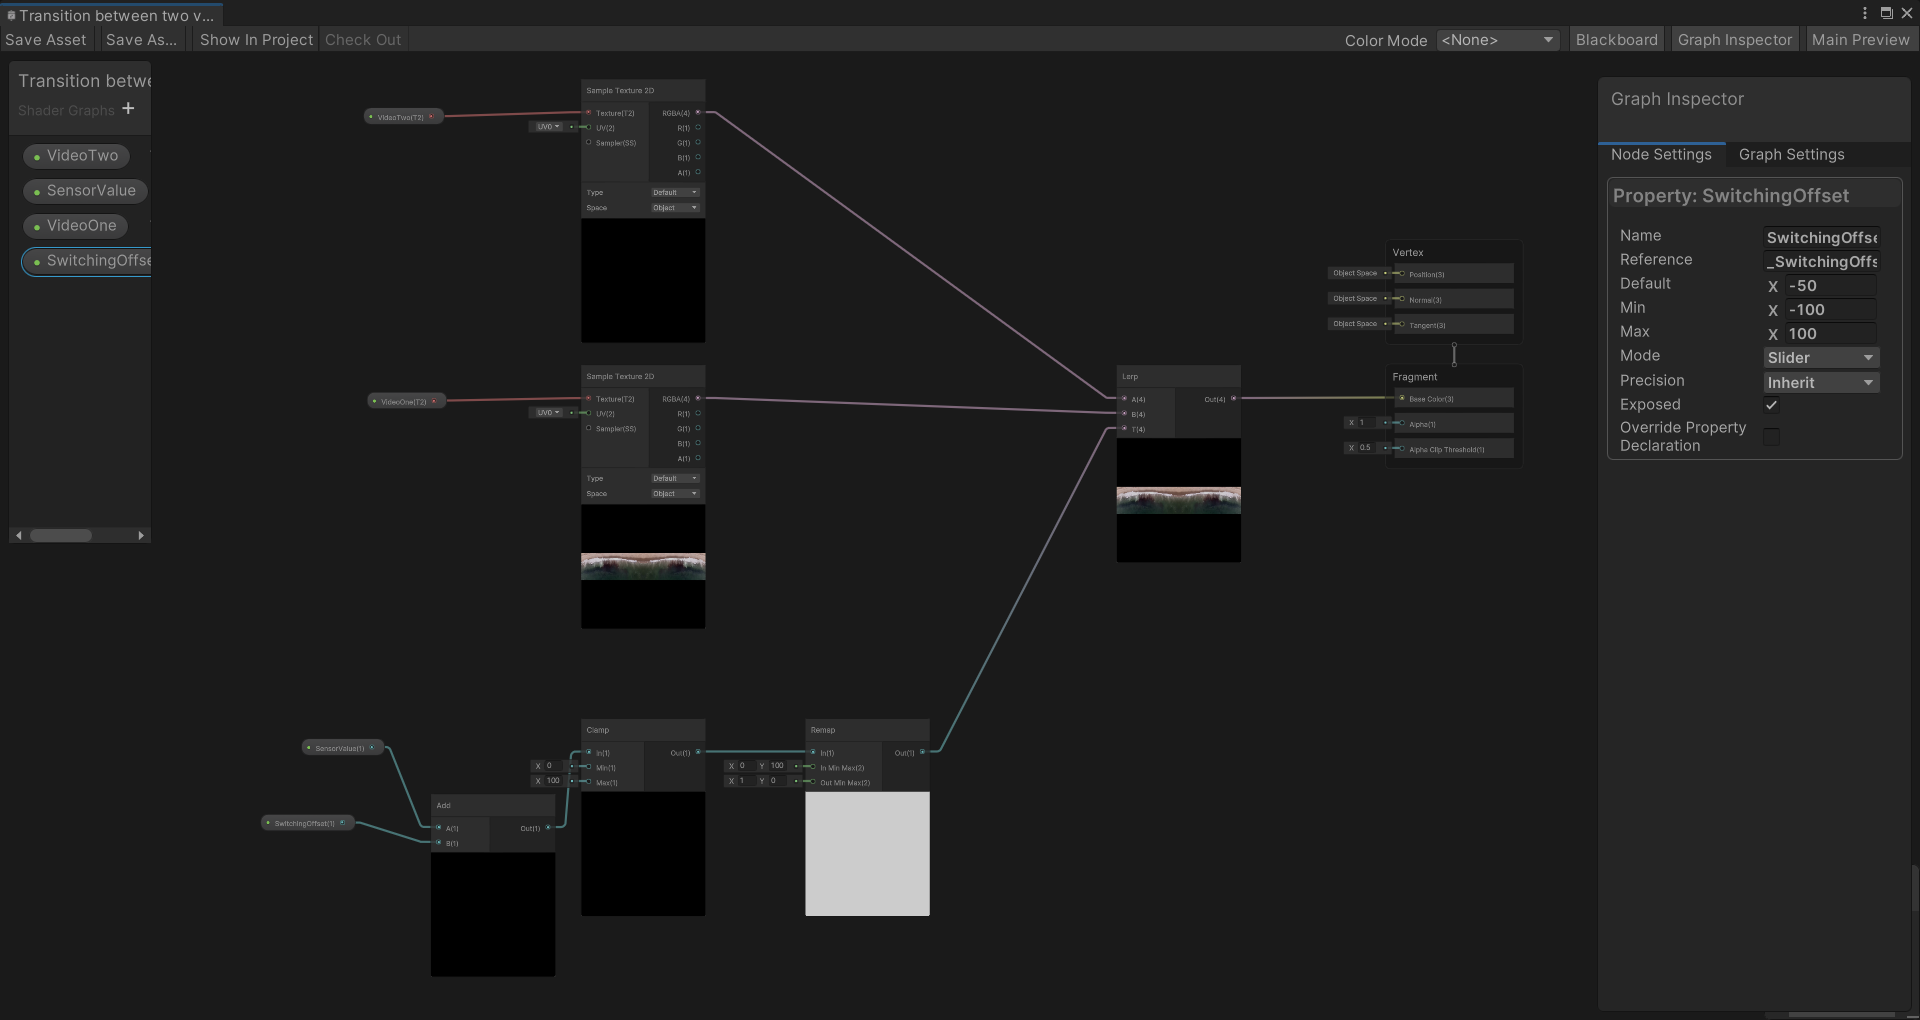 Transition between two v...
Save Asset
Save As...
Show In Project
Check Out
Color Mode
<None>
Blackboard
Graph Inspector
Main Preview
Transition betwe
Shader Graphs
+
VideoTwo
SensorValue
VideoOne
SwitchingOffse
VideoTwo(T2)
Sample Texture 2D
Texture(T2)
RGBA(4)
UV0
UV(2)
R(1)
Sampler(SS)
G(1)
B(1)
A(1)
Type
Default
Space
Object
VideoOne(T2)
Sample Texture 2D
Texture(T2)
RGBA(4)
UV0
UV(2)
R(1)
Sampler(SS)
G(1)
B(1)
A(1)
Type
Default
Space
Object
SensorValue(1)
SwitchingOffset(1)
Add
A(1)
Out(1)
B(1)
Clamp
In(1)
Out(1)
X 0
Min(1)
X 100
Max(1)
Remap
In(1)
Out(1)
X 0 Y 100
In Min Max(2)
X 1 Y 0
Out Min Max(2)
Lerp
A(4)
Out(4)
B(4)
T(4)
Vertex
Object Space
Position(3)
Object Space
Normal(3)
Object Space
Tangent(3)
Fragment
Base Color(3)
X 1
Alpha(1)
X 0.5
Alpha Clip Threshold(1)
Graph Inspector
Node Settings
Graph Settings
Property: SwitchingOffset
Name
SwitchingOffse
Reference
_SwitchingOffs
Default
X -50
Min
X -100
Max
X 100
Mode
Slider
Precision
Inherit
Exposed
Override Property
Declaration